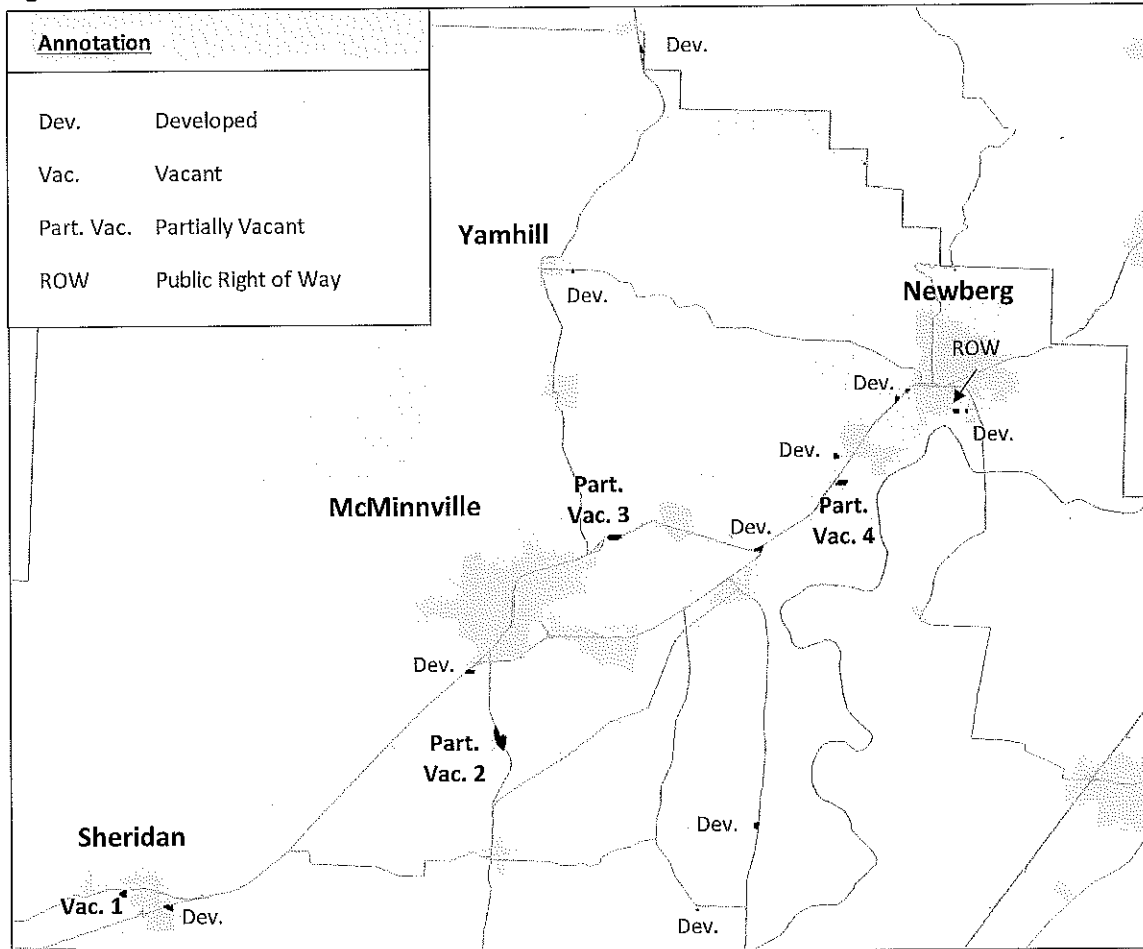 Annotation
Dev. Developed
Vac. Vacant
Part. Vac. Partially Vacant
ROW Public Right of Way
Dev.
Yamhill
Dev.
Newberg
ROW
Dev.
Dev.
Dev.
McMinnville
Part.
Vac. 3
Part.
Vac. 4
Dev.
Dev.
Part.
Vac. 2
Dev.
Sheridan
Vac. 1
Dev.
Dev.